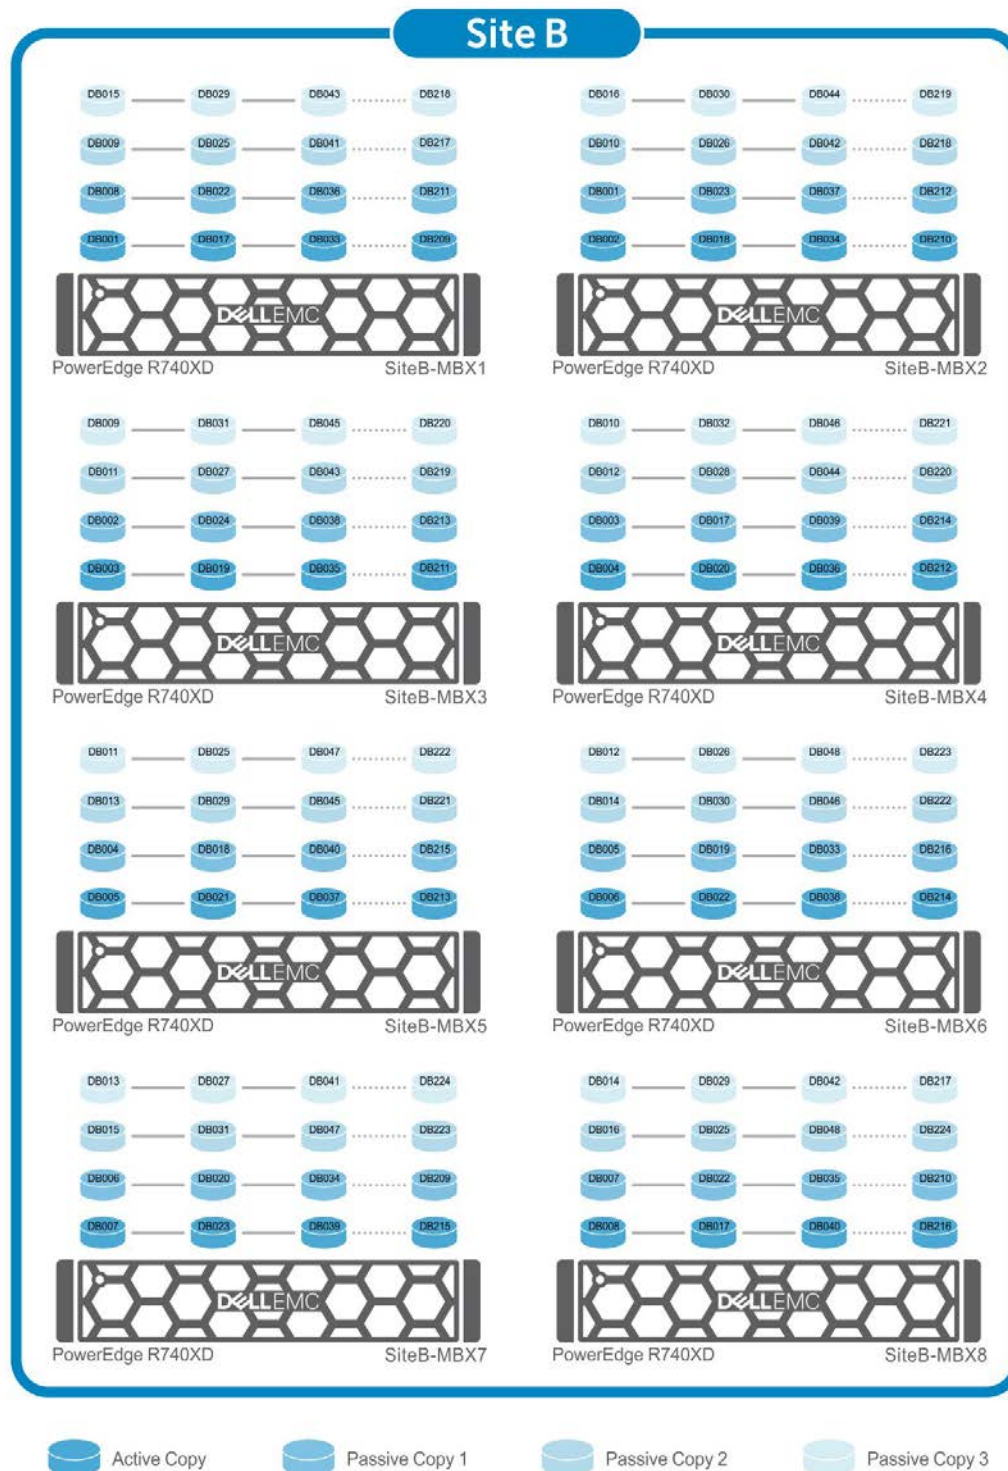 Site B
DB015 DB029 DB043 DB218
DB009 DB025 DB041 DB217
DB008 DB022 DB036 DB211
DB001 DB017 DB033 DB209
DELLEMC
PowerEdge R740XD SiteB-MBX1
DB016 DB030 DB044 DB219
DB010 DB026 DB042 DB218
DB001 DB023 DB037 DB212
DB002 DB018 DB034 DB210
DELLEMC
PowerEdge R740XD SiteB-MBX2
DB009 DB031 DB045 DB220
DB011 DB027 DB043 DB219
DB002 DB024 DB038 DB213
DB003 DB019 DB035 DB211
DELLEMC
PowerEdge R740XD SiteB-MBX3
DB010 DB032 DB046 DB221
DB012 DB028 DB044 DB220
DB003 DB017 DB039 DB214
DB004 DB020 DB036 DB212
DELLEMC
PowerEdge R740XD SiteB-MBX4
DB011 DB025 DB047 DB222
DB013 DB029 DB045 DB221
DB004 DB018 DB040 DB215
DB005 DB021 DB037 DB213
DELLEMC
PowerEdge R740XD SiteB-MBX5
DB012 DB026 DB048 DB223
DB014 DB030 DB046 DB222
DB005 DB019 DB033 DB216
DB006 DB022 DB038 DB214
DELLEMC
PowerEdge R740XD SiteB-MBX6
DB013 DB027 DB041 DB224
DB015 DB031 DB047 DB223
DB006 DB020 DB034 DB209
DB007 DB023 DB039 DB215
DELLEMC
PowerEdge R740XD SiteB-MBX7
DB014 DB029 DB042 DB217
DB016 DB025 DB048 DB224
DB007 DB022 DB035 DB210
DB008 DB017 DB040 DB216
DELLEMC
PowerEdge R740XD SiteB-MBX8
Active Copy Passive Copy 1 Passive Copy 2 Passive Copy 3